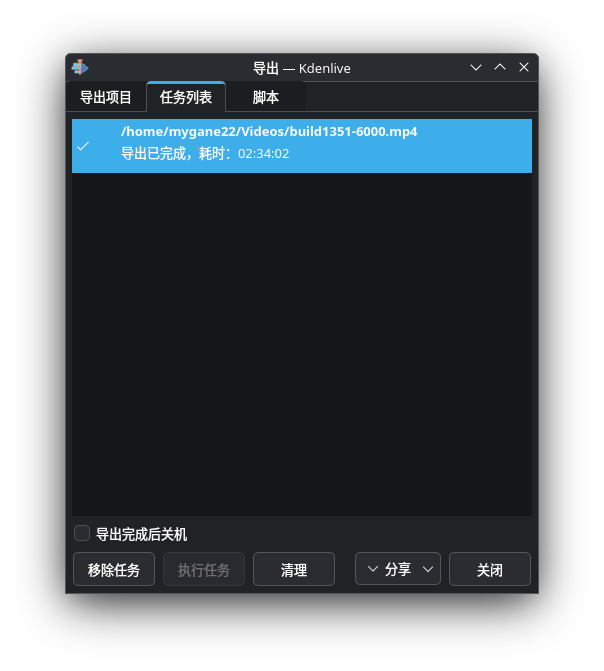 导出 — Kdenlive
导出项目 任务列表 脚本
/home/mygane22/Videos/build1351-6000.mp4
导出已完成，耗时：02:34:02
导出完成后关机
移除任务 执行任务 清理 分享 关闭